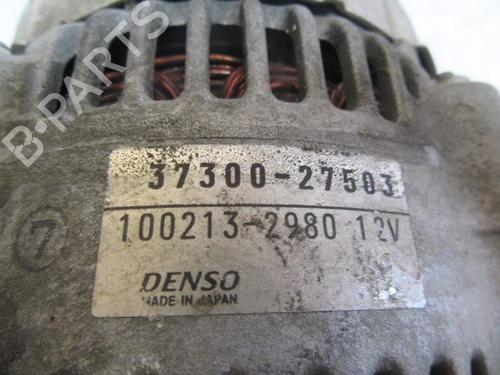 B-PARTS
37300-27503
7
100213-2980 12V
DENSO
MADE IN JAPAN